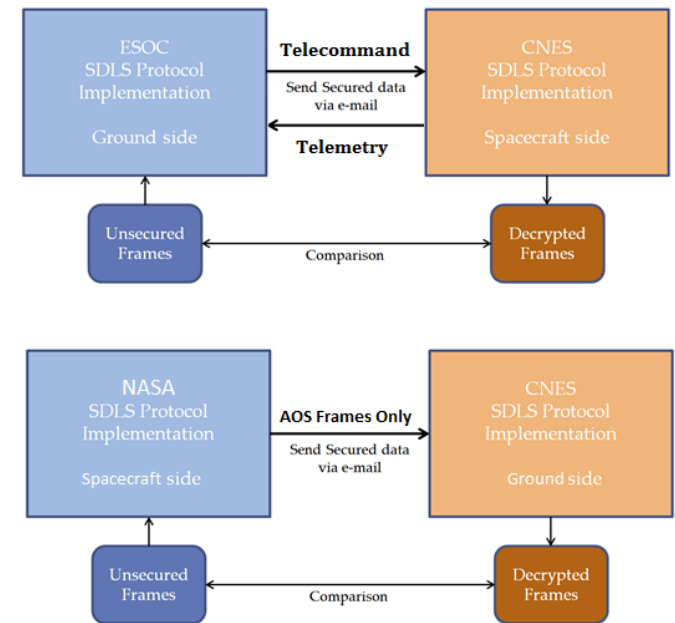 ESOC
SDLS Protocol
Implementation
Ground side
Telecommand
Send Secured data
via e-mail
Telemetry
CNES
SDLS Protocol
Implementation
Spacecraft side
Unsecured
Frames
Comparison
Decrypted
Frames
NASA
SDLS Protocol
Implementation
Spacecraft side
AOS Frames Only
Send Secured data
via e-mail
CNES
SDLS Protocol
Implementation
Ground side
Unsecured
Frames
Comparison
Decrypted
Frames